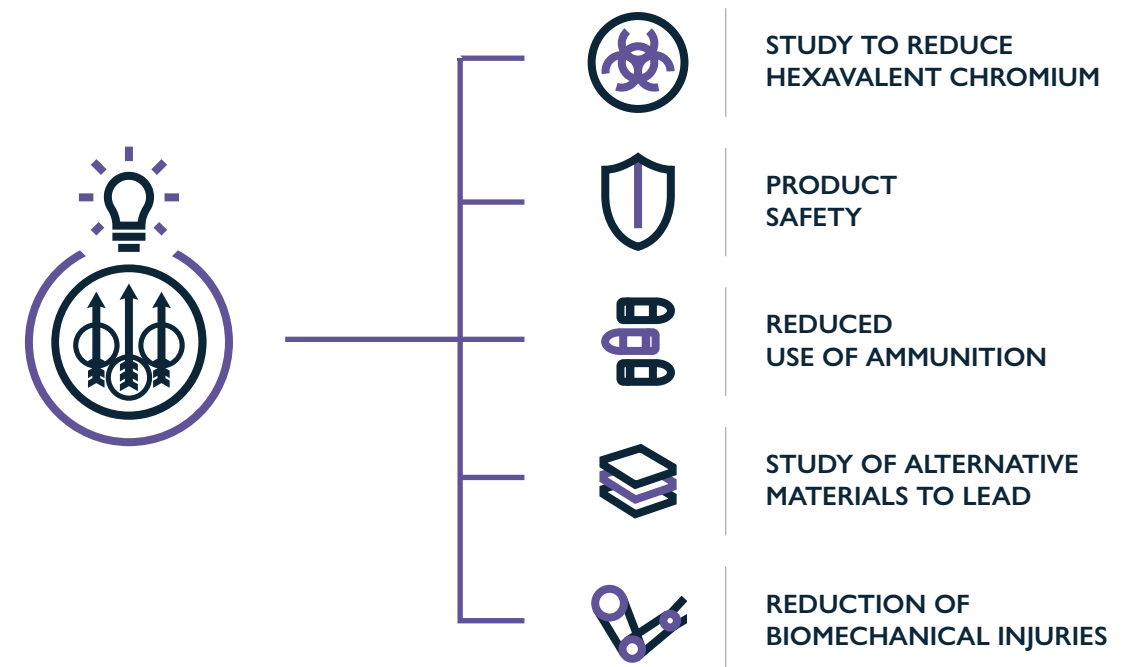 STUDY TO REDUCE
HEXAVALENT CHROMIUM
PRODUCT
SAFETY
REDUCED
USE OF AMMUNITION
STUDY OF ALTERNATIVE
MATERIALS TO LEAD
REDUCTION OF
BIOMECHANICAL INJURIES